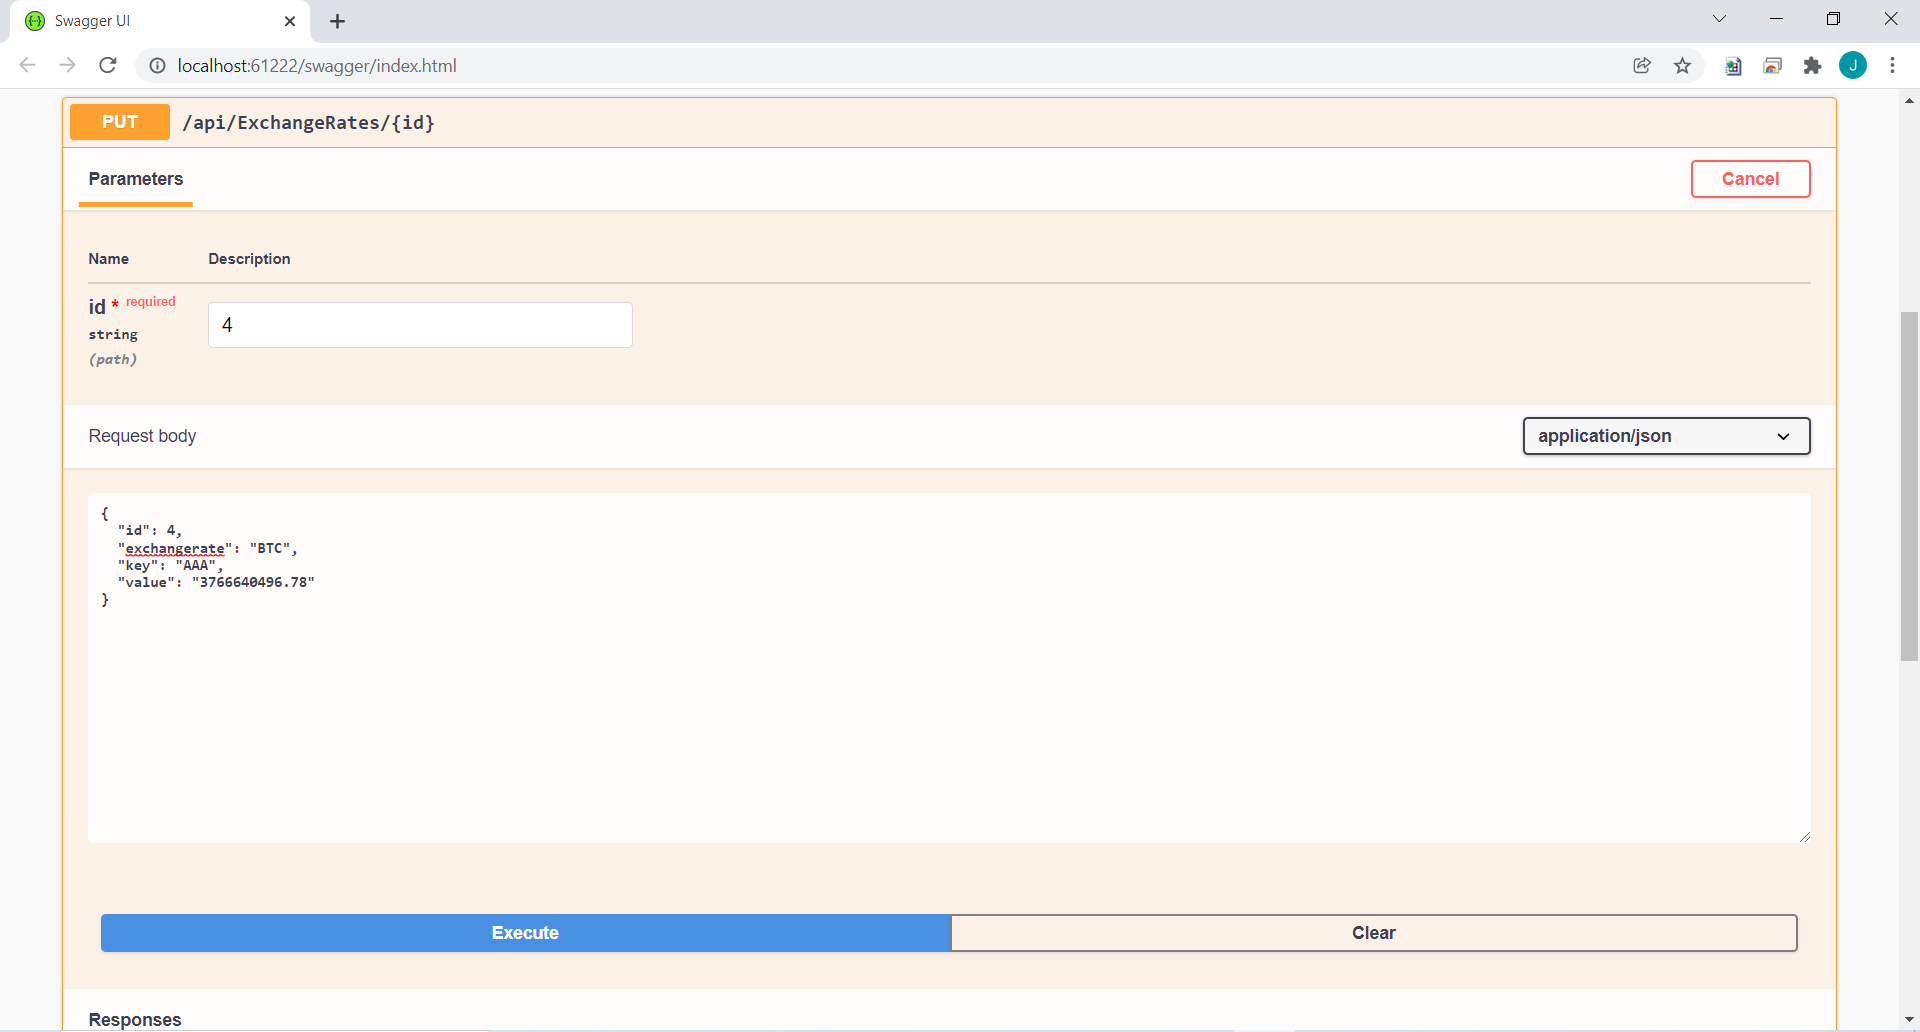 Swagger UI
localhost:61222/swagger/index.html
J
PUT /api/ExchangeRates/{id}
Parameters
Cancel
Name Description
id * required
string
(path)
4
Request body
application/json
{
  "id": 4,
  "exchangerate": "BTC",
  "key": "AAA",
  "value": "3766640496.78"
}
Execute
Clear
Responses